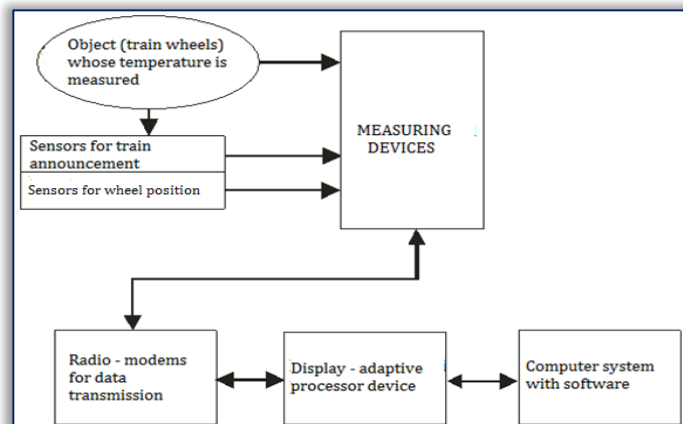 Object (train wheels)
whose temperature is
measured
MEASURING
DEVICES
Sensors for train
announcement
Sensors for wheel position
Radio - modems
for data
transmission
Display - adaptive
processor device
Computer system
with software